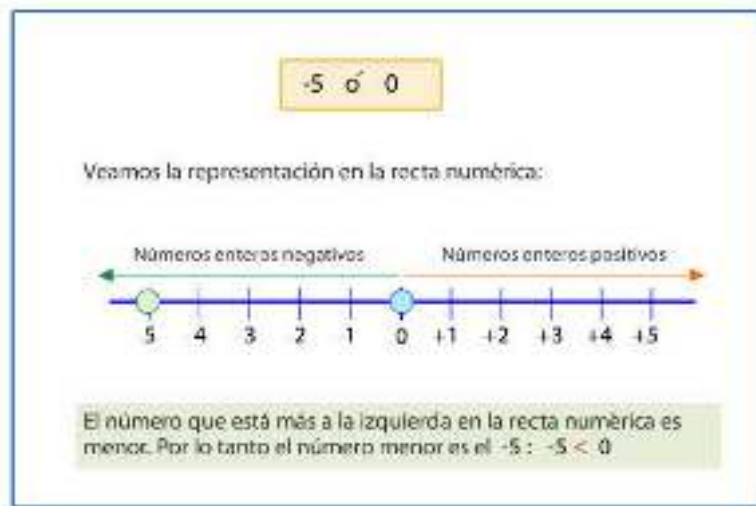 -5 ó 0
Veamos la representación en la recta numérica:
Números enteros negativos Números enteros positivos
5 4 3 2 1 0 +1 +2 +3 +4 +5
El número que está más a la izquierda en la recta numérica es
menor. Por lo tanto el número menor es el -5 : -5 < 0